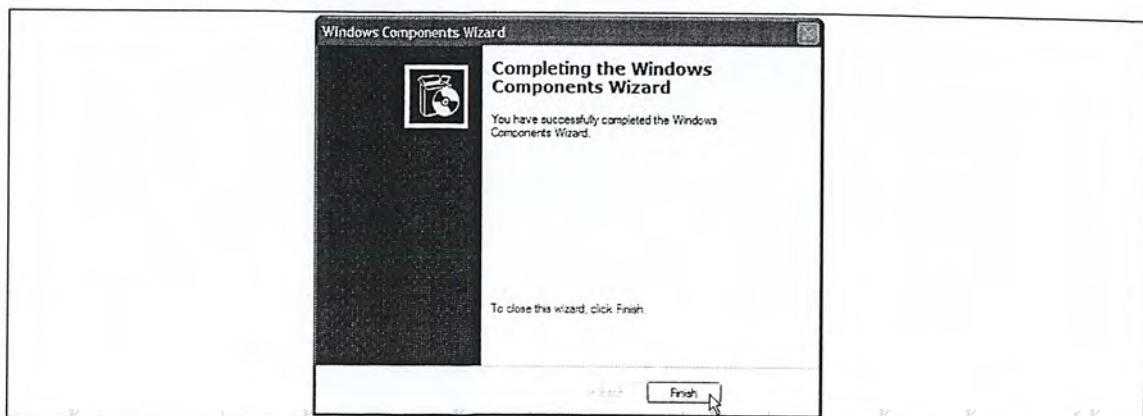 Windows Components Wizard
Completing the Windows
Components Wizard
You have successfully completed the Windows
Components Wizard.
To close this wizard, click Finish.
< Back
Finish